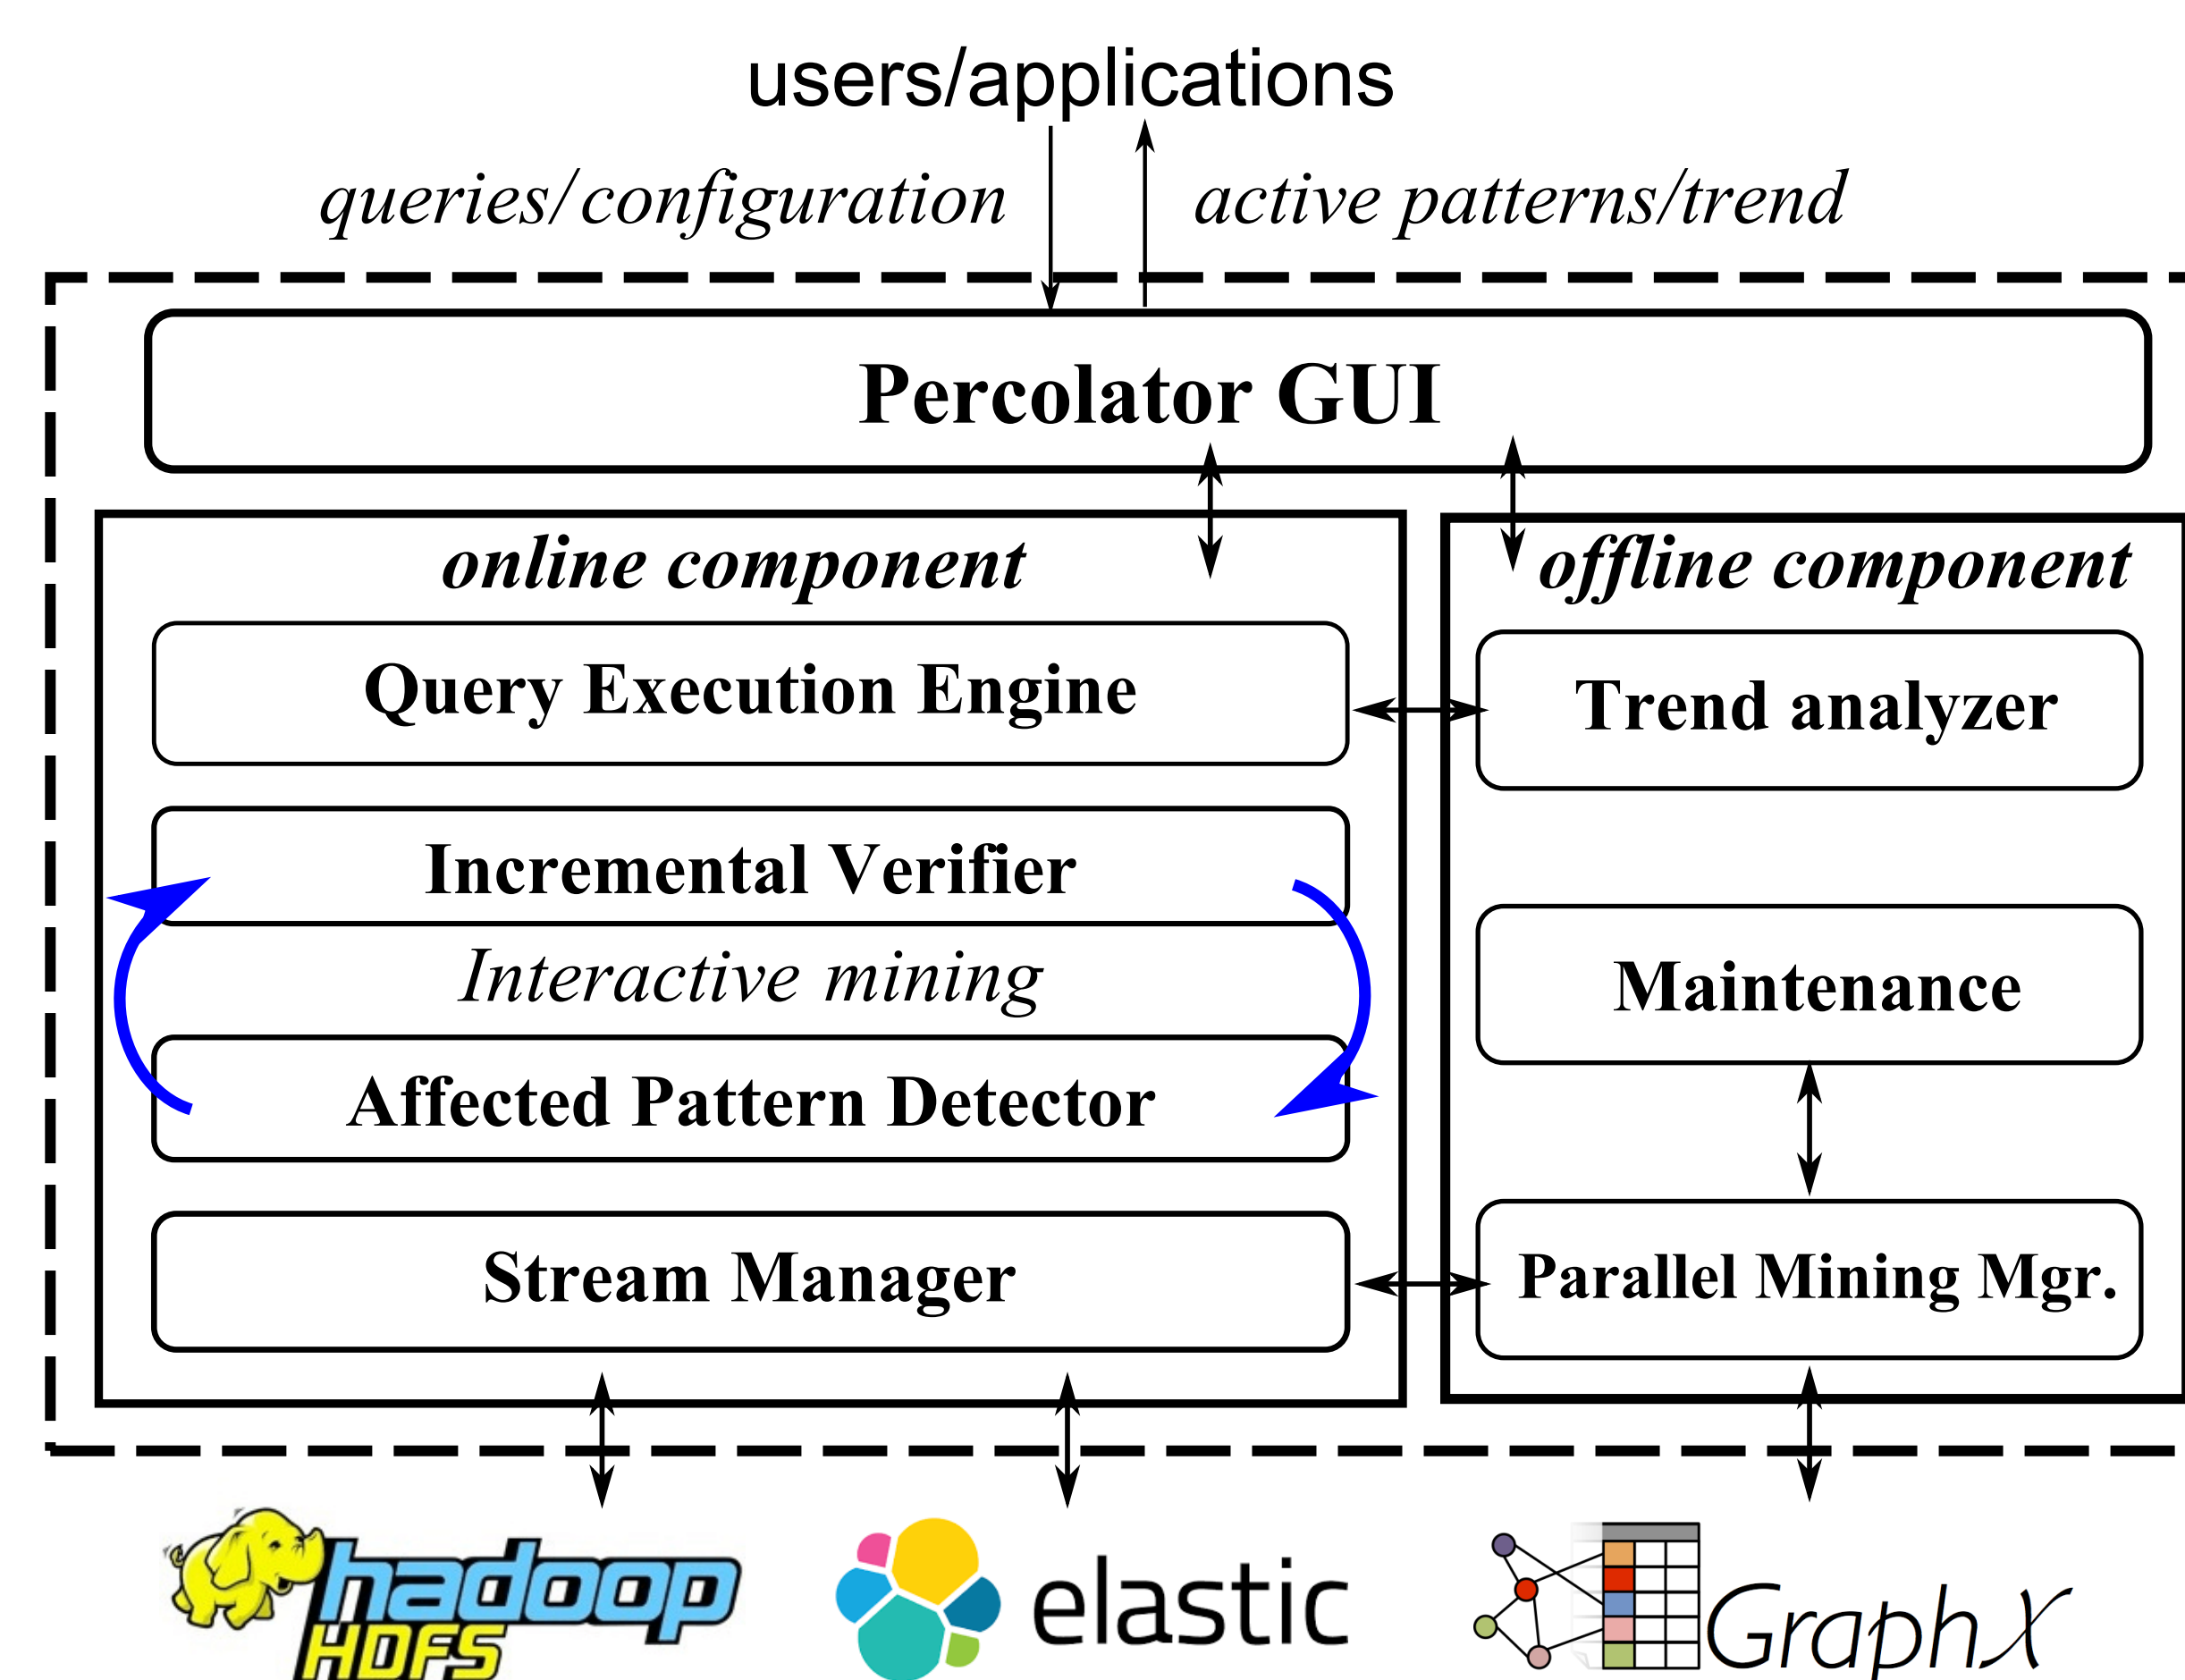 users/applications
queries/configuration
active patterns/trend
Percolator GUI
online component
offline component
Query Execution Engine
Trend analyzer
Incremental Verifier
Interactive mining
Maintenance
Affected Pattern Detector
Stream Manager
Parallel Mining Mgr.
hadoop
HDFS
elastic
GraphX